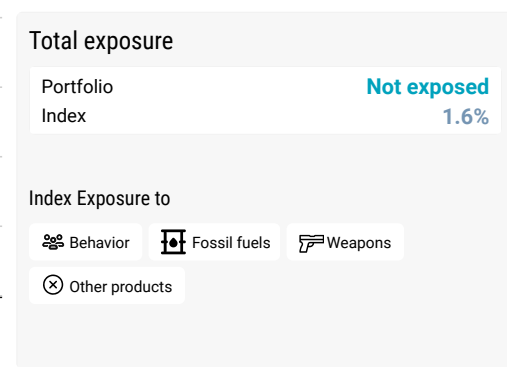 Total exposure
Portfolio Not exposed
Index 1.6%
Index Exposure to
Behavior Fossil fuels Weapons
Other products